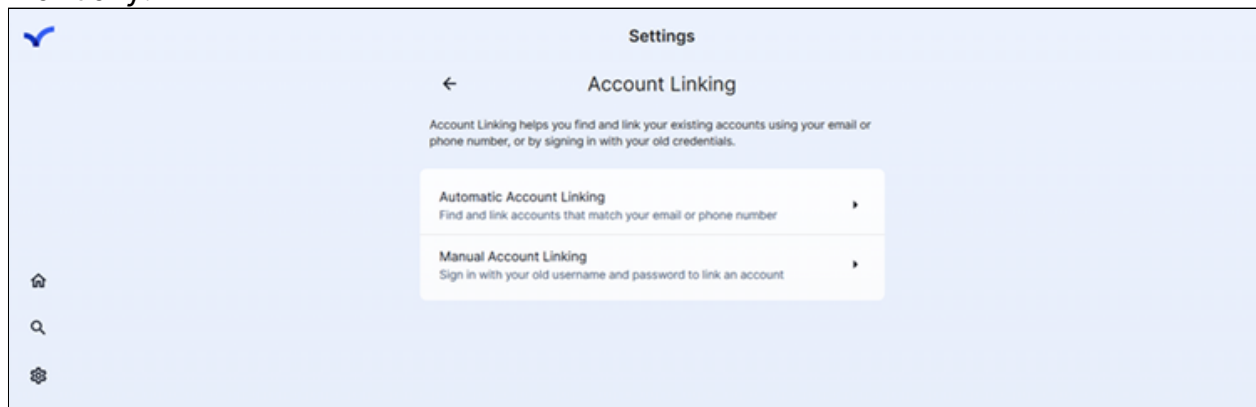 Settings
Account Linking
Account Linking helps you find and link your existing accounts using your email or
phone number, or by signing in with your old credentials.
Automatic Account Linking
Find and link accounts that match your email or phone number
Manual Account Linking
Sign in with your old username and password to link an account